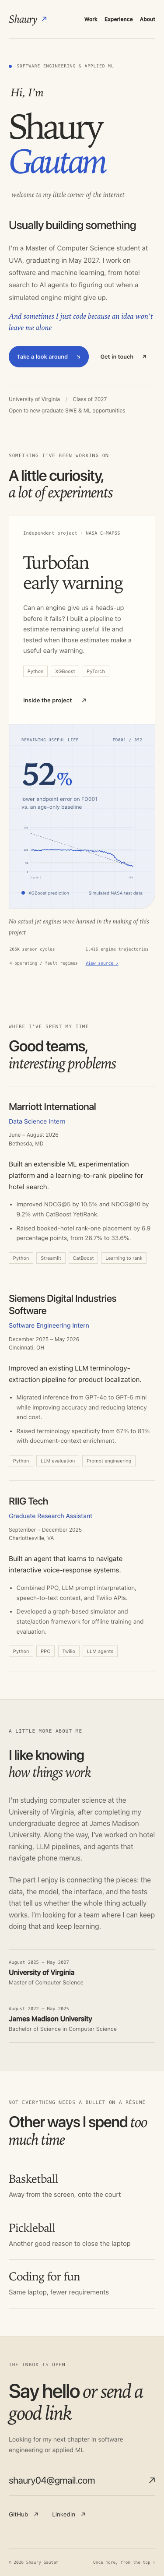 Shaury ↗ Work Experience About
SOFTWARE ENGINEERING & APPLIED ML
Hi, I'm
Shaury
Gautam
welcome to my little corner of the internet
Usually building something
I'm a Master of Computer Science student at
UVA, graduating in May 2027. I work on
software and machine learning, from hotel
search to AI agents to figuring out when a
simulated engine might give up.
And sometimes I just code because an idea won't
leave me alone
Take a look around ↘ Get in touch ↗
University of Virginia / Class of 2027
Open to new graduate SWE & ML opportunities
SOMETHING I'VE BEEN WORKING ON
A little curiosity,
a lot of experiments
Independent project · NASA C-MAPSS
Turbofan
early warning
Can an engine give us a heads-up
before it fails? I built a pipeline to
estimate remaining useful life and
tested when those estimates make a
useful early warning.
Python XGBoost PyTorch
Inside the project ↗
REMAINING USEFUL LIFE
52%
lower endpoint error on FD001
vs. an age-only baseline
XGBoost prediction Simulated NASA test data
No actual jet engines were harmed in the making of this
project
265K sensor cycles
6 operating / fault regimes View source ↗
WHERE I'VE SPENT MY TIME
Good teams,
interesting problems
Marriott International
Data Science Intern
June – August 2026
Bethesda, MD
Built an extensible ML experimentation
platform and a learning-to-rank pipeline for
hotel search.
• Improved NDCG@5 by 10.5% and NDCG@10 by
9.2% with CatBoost YetiRank.
• Raised booked-hotel rank-one placement by 6.9
percentage points, from 26.7% to 33.6%.
Python Streamlit CatBoost Learning to rank
Siemens Digital Industries
Software
Software Engineering Intern
December 2025 – May 2026
Cincinnati, OH
Improved an existing LLM terminology-
extraction pipeline for product localization.
• Migrated inference from GPT-4o to GPT-5 mini
while improving accuracy and reducing latency
and cost.
• Raised terminology specificity from 67% to 81%
with document-context enrichment.
Python LLM evaluation Prompt engineering
RIIG Tech
Graduate Research Assistant
September – December 2025
Charlottesville, VA
Built an agent that learns to navigate
interactive voice-response systems.
• Combined PPO, LLM prompt interpretation,
speech-to-text context, and Twilio APIs.
• Developed a graph-based simulator and
state/action framework for offline training and
evaluation.
Python PPO Twilio LLM agents
A LITTLE MORE ABOUT ME
I like knowing
how things work
I'm studying computer science at the
University of Virginia, after completing my
undergraduate degree at James Madison
University. Along the way, I've worked on hotel
ranking, LLM pipelines, and agents that
navigate phone menus.
The part I enjoy is connecting the pieces: the
data, the model, the interface, and the tests
that tell us whether the whole thing actually
works. I'm looking for a team where I can keep
doing that and keep learning.
August 2025 – May 2027
University of Virginia
Master of Computer Science
August 2022 – May 2025
James Madison University
Bachelor of Science in Computer Science
NOT EVERYTHING NEEDS A BULLET ON A RÉSUMÉ
Other ways I spend too
much time
Basketball
Away from the screen, onto the court
Pickleball
Another good reason to close the laptop
Coding for fun
Same laptop, fewer requirements
THE INBOX IS OPEN
Say hello or send a
good link
Looking for my next chapter in software
engineering or applied ML
shaury04@gmail.com ↗
GitHub ↗ LinkedIn ↗
© 2026 Shaury Gautam Once more, from the top ↑